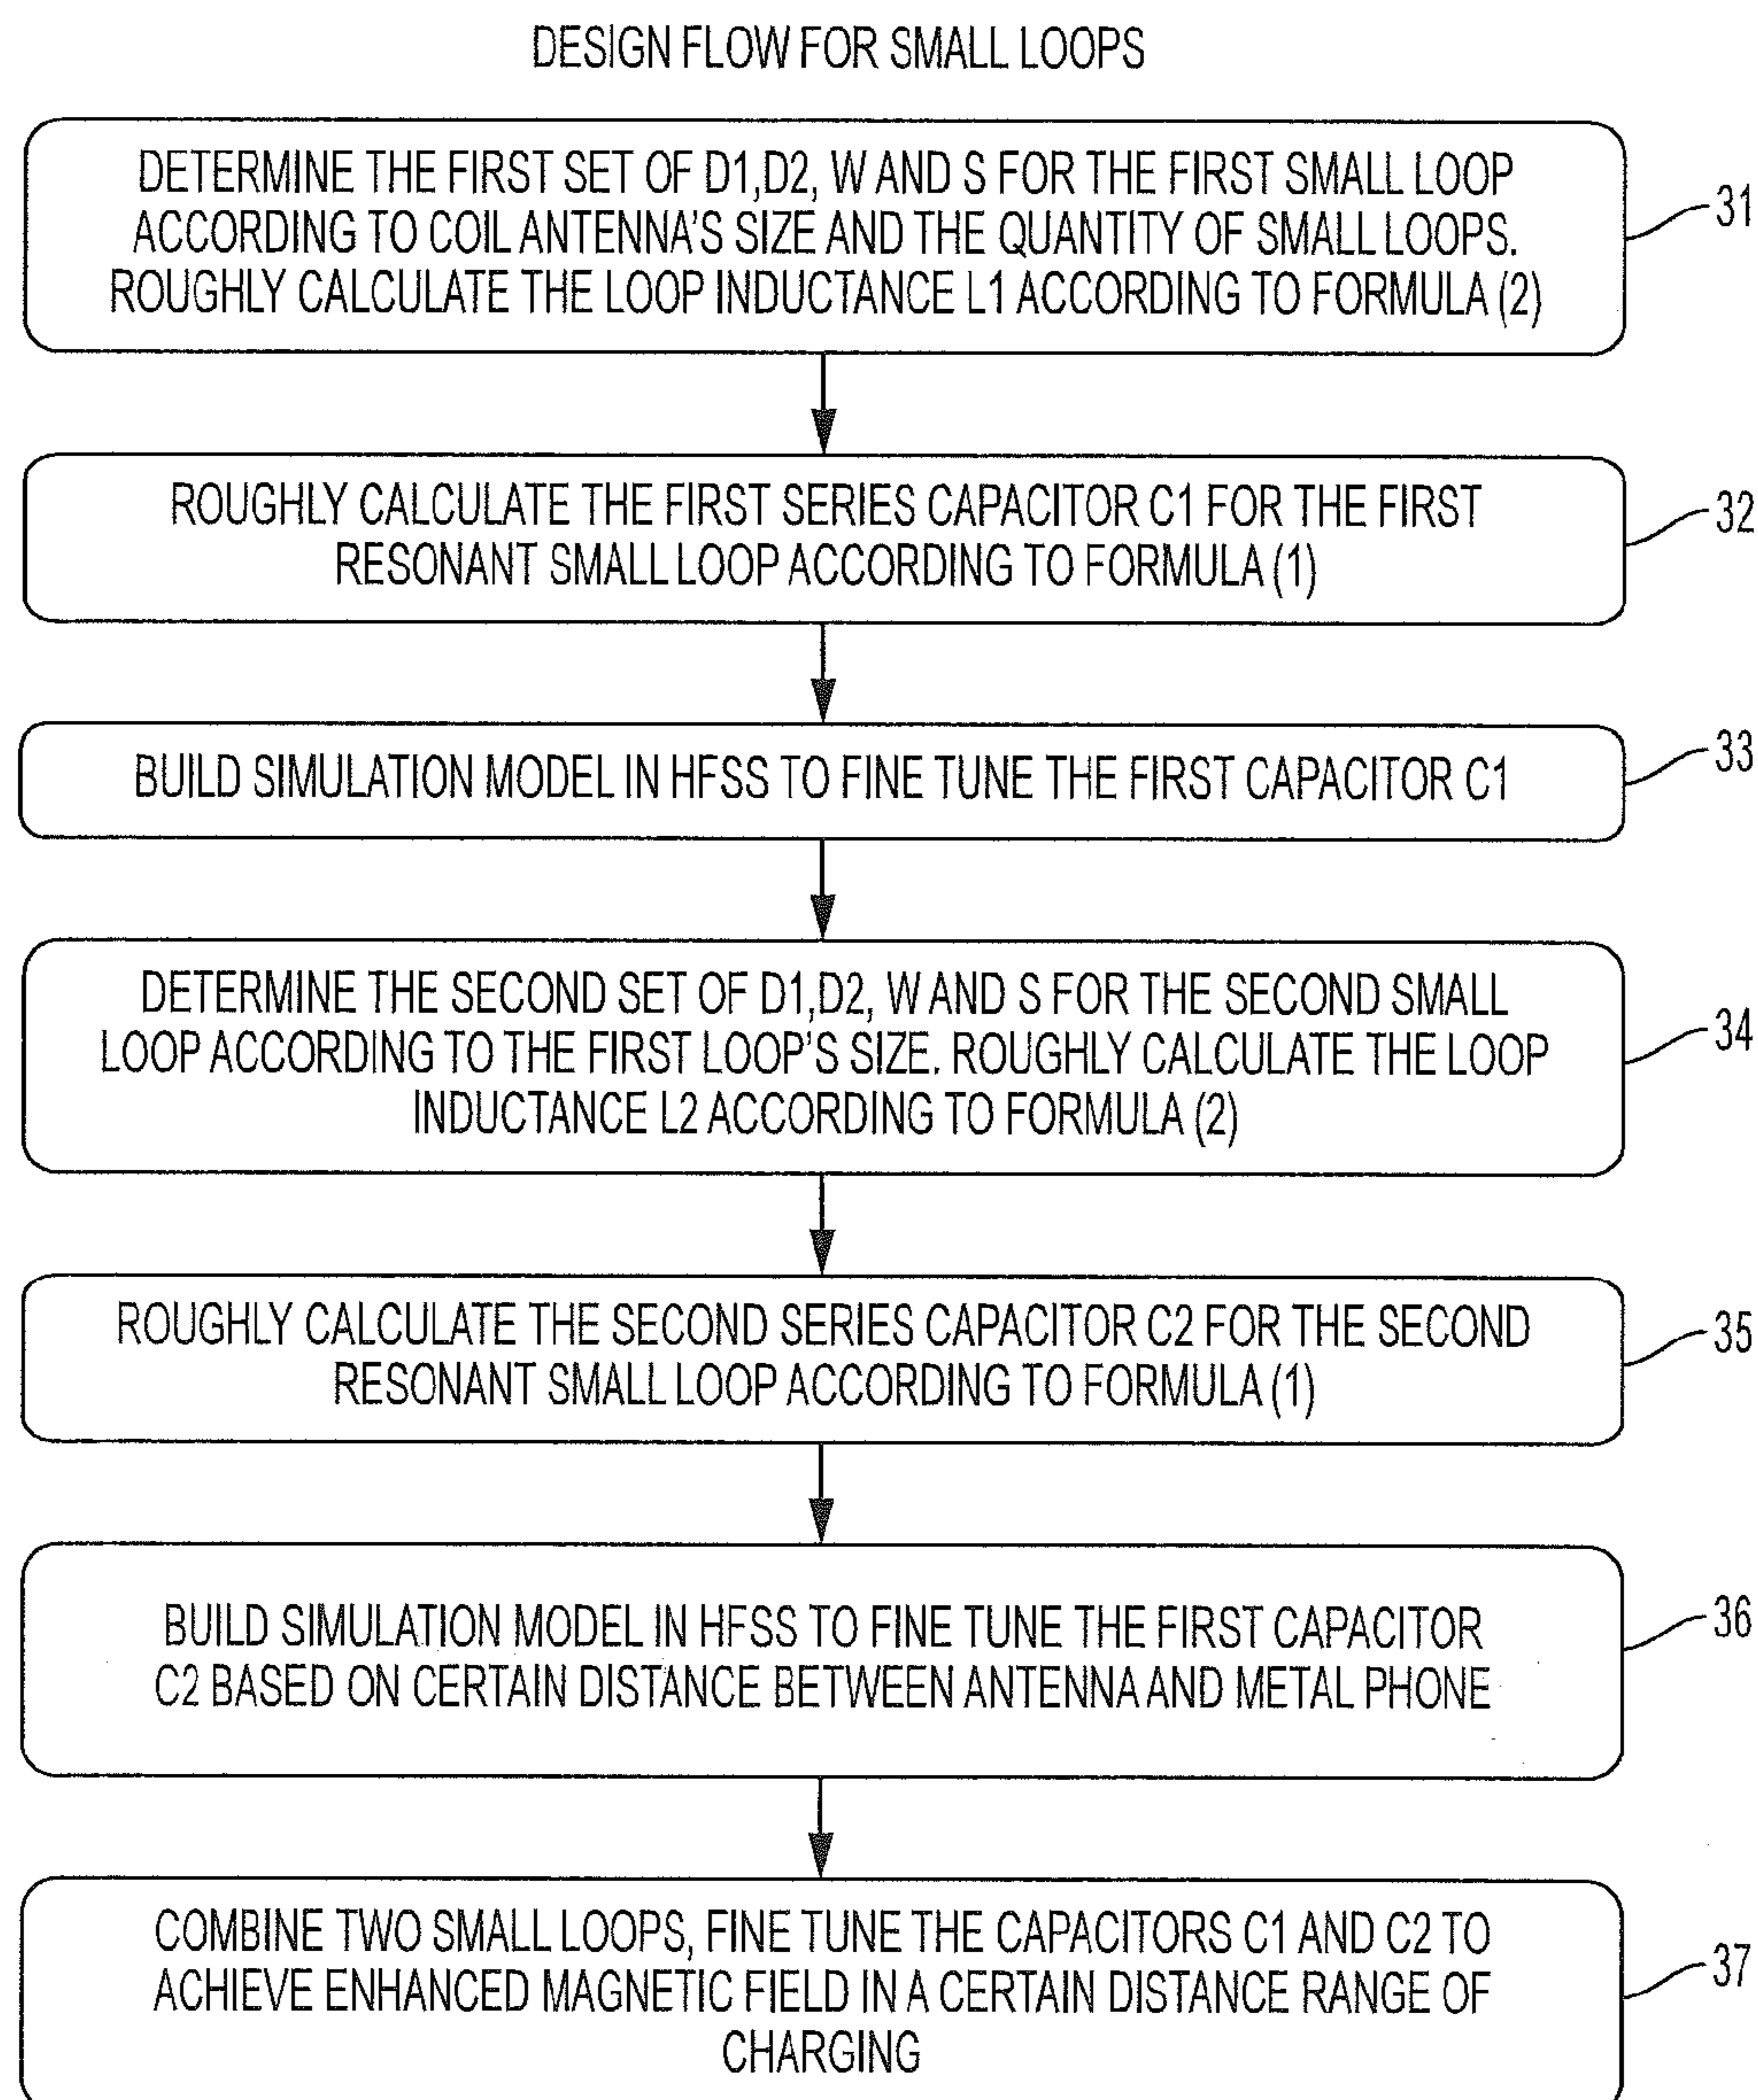 DESIGN FLOW FOR SMALL LOOPS
DETERMINE THE FIRST SET OF D1,D2, W AND S FOR THE FIRST SMALL LOOP
ACCORDING TO COIL ANTENNA'S SIZE AND THE QUANTITY OF SMALL LOOPS.
ROUGHLY CALCULATE THE LOOP INDUCTANCE L1 ACCORDING TO FORMULA (2)
31
ROUGHLY CALCULATE THE FIRST SERIES CAPACITOR C1 FOR THE FIRST
RESONANT SMALL LOOP ACCORDING TO FORMULA (1)
32
BUILD SIMULATION MODEL IN HFSS TO FINE TUNE THE FIRST CAPACITOR C1
33
DETERMINE THE SECOND SET OF D1,D2, W AND S FOR THE SECOND SMALL
LOOP ACCORDING TO THE FIRST LOOP'S SIZE. ROUGHLY CALCULATE THE LOOP
INDUCTANCE L2 ACCORDING TO FORMULA (2)
34
ROUGHLY CALCULATE THE SECOND SERIES CAPACITOR C2 FOR THE SECOND
RESONANT SMALL LOOP ACCORDING TO FORMULA (1)
35
BUILD SIMULATION MODEL IN HFSS TO FINE TUNE THE FIRST CAPACITOR
C2 BASED ON CERTAIN DISTANCE BETWEEN ANTENNA AND METAL PHONE
36
COMBINE TWO SMALL LOOPS, FINE TUNE THE CAPACITORS C1 AND C2 TO
ACHIEVE ENHANCED MAGNETIC FIELD IN A CERTAIN DISTANCE RANGE OF
CHARGING
37